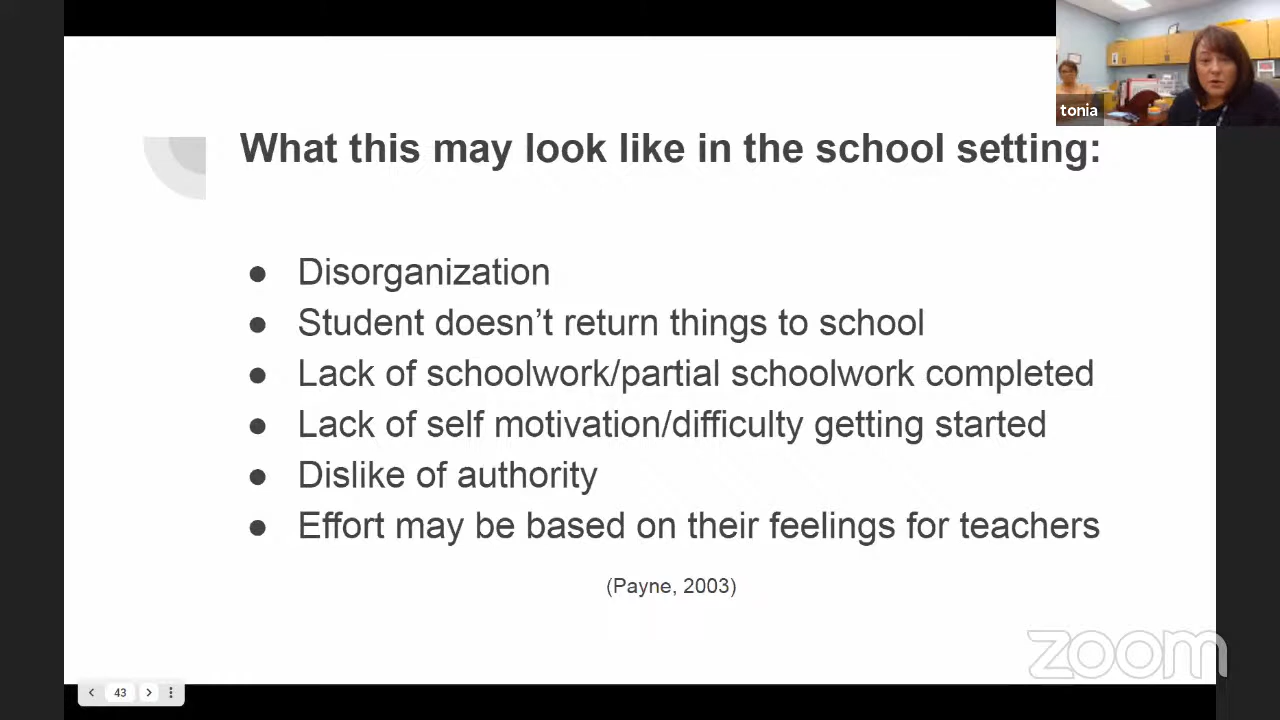 tonia
What this may look like in the school setting:
● Disorganization
● Student doesn’t return things to school
● Lack of schoolwork/partial schoolwork completed
● Lack of self motivation/difficulty getting started
● Dislike of authority
● Effort may be based on their feelings for teachers
(Payne, 2003)
zoom
43